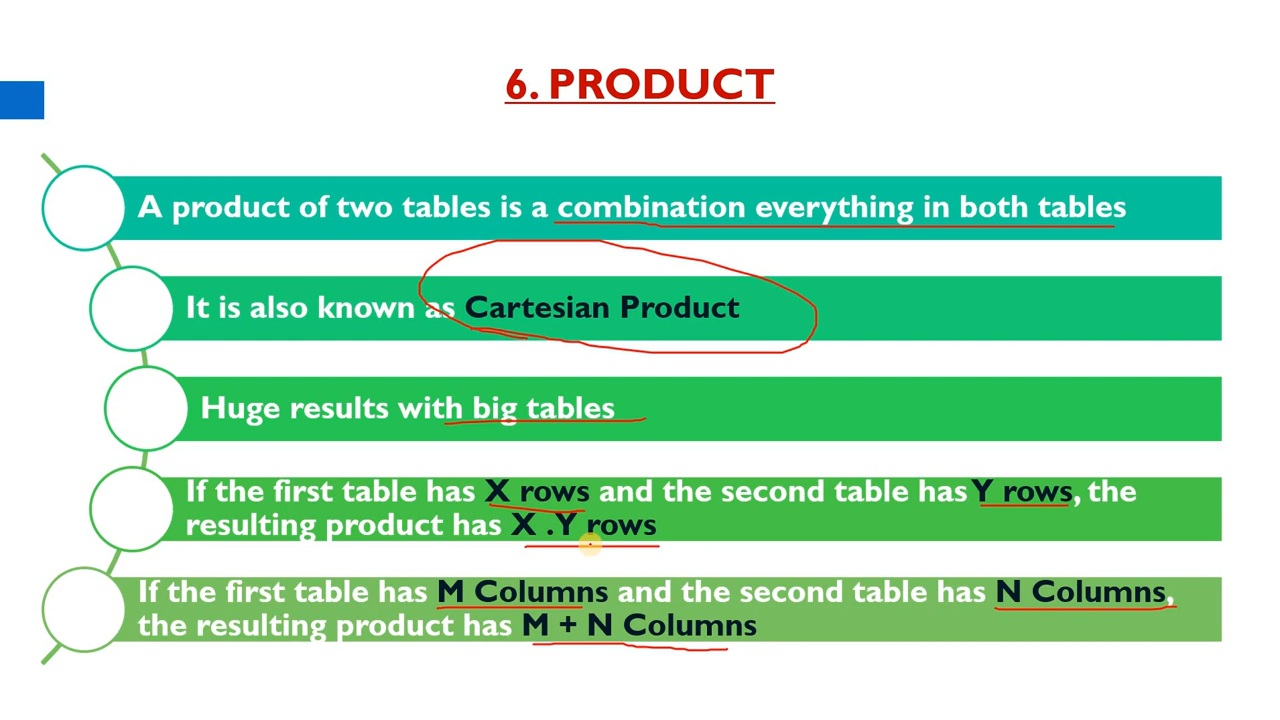 6. PRODUCT
A product of two tables is a combination everything in both tables
It is also known as Cartesian Product
Huge results with big tables
If the first table has X rows and the second table has Y rows, the
resulting product has X .Y rows
If the first table has M Columns and the second table has N Columns,
the resulting product has M + N Columns